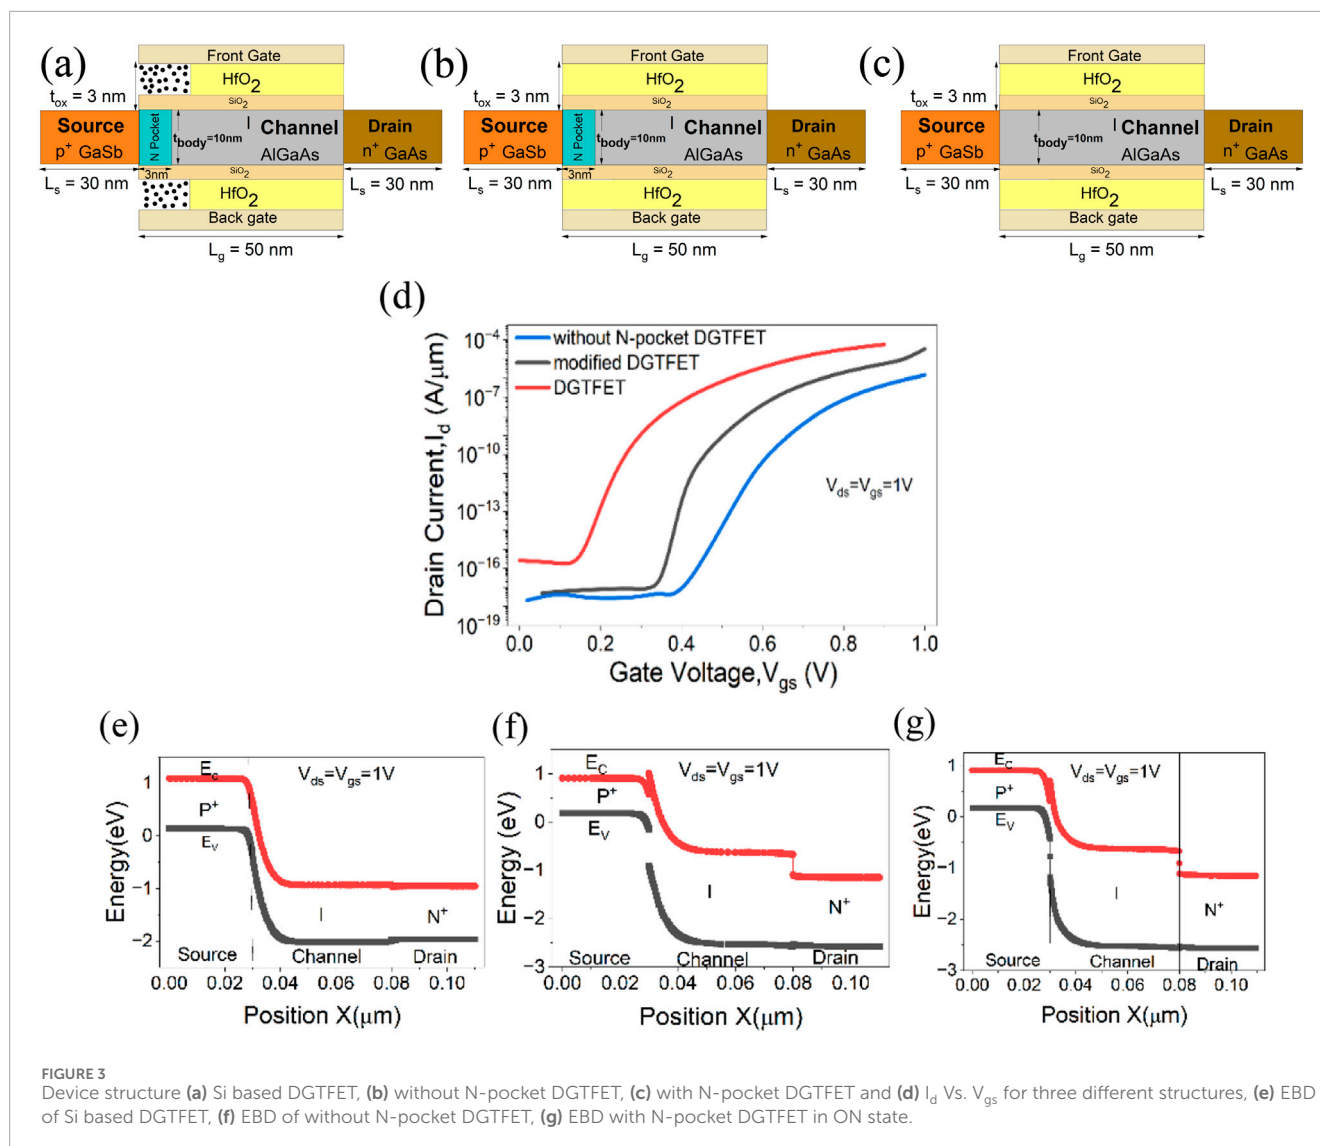 (a)
Front Gate
HfO2
tox = 3 nm
SiO2
Source
p+ GaSb
N Pocket
tbody=10nm
I
Channel
AlGaAs
Drain
n+ GaAs
Ls = 30 nm
3nm
SiO2
Ls = 30 nm
HfO2
Back gate
Lg = 50 nm
(b)
Front Gate
HfO2
tox = 3 nm
SiO2
Source
p+ GaSb
N Pocket
tbody=10nm
I
Channel
AlGaAs
Drain
n+ GaAs
Ls = 30 nm
3nm
SiO2
Ls = 30 nm
HfO2
Back gate
Lg = 50 nm
(c)
Front Gate
HfO2
tox = 3 nm
SiO2
Source
p+ GaSb
tbody=10nm
I
Channel
AlGaAs
Drain
n+ GaAs
Ls = 30 nm
SiO2
Ls = 30 nm
HfO2
Back gate
Lg = 50 nm
(d)
Drain Current,Id (A/μm)
10-4
10-7
10-10
10-13
10-16
10-19
without N-pocket DGTFET
modified DGTFET
DGTFET
Vds=Vgs=1V
0.0 0.2 0.4 0.6 0.8 1.0
Gate Voltage,Vgs (V)
(e)
Energy(eV)
1
0
−1
−2
EC
Vds=Vgs=1V
P+
EV
I
N+
Source Channel Drain
0.00 0.02 0.04 0.06 0.08 0.10
Position X(μm)
(f)
Energy (eV)
1
0
−1
−2
−3
EC
Vds=Vgs=1V
P+
EV
I
N+
Source Channel Drain
0.00 0.02 0.04 0.06 0.08 0.10
Position X(μm)
(g)
Energy(eV)
1
0
−1
−2
−3
EC
Vds=Vgs=1V
P+
EV
I
N+
Source Channel Drain
0.00 0.02 0.04 0.06 0.08 0.10
Position X(μm)
FIGURE 3
Device structure (a) Si based DGTFET, (b) without N-pocket DGTFET, (c) with N-pocket DGTFET and (d) Id Vs. Vgs for three different structures, (e) EBD
of Si based DGTFET, (f) EBD of without N-pocket DGTFET, (g) EBD with N-pocket DGTFET in ON state.